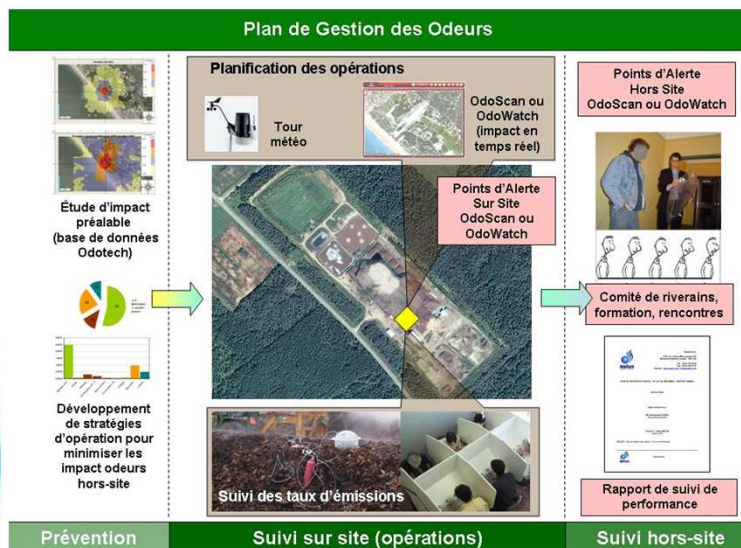 Plan de Gestion des Odeurs
Étude d'impact
préalable
(base de données
Odotech)
Développement
de stratégies
d'opération pour
minimiser les
impact odeurs
hors-site
Prévention
Planification des opérations
Tour
météo
OdoScan ou
OdoWatch
(impact en
temps réel)
Points d'Alerte
Sur Site
OdoScan ou
OdoWatch
Suivi des taux d'émissions
Suivi sur site (opérations)
Points d'Alerte
Hors Site
OdoScan ou OdoWatch
Comité de riverains,
formation, rencontres
Rapport de suivi de
performance
Suivi hors-site